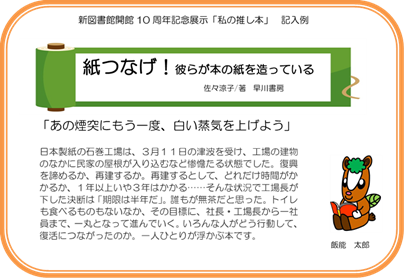 新図書館開館 10 周年記念展示「私の推し本」　記入例
紙つなげ！彼らが本の紙を造っている
佐々涼子/著　早川書房
「あの煙突にもう一度、白い蒸気を上げよう」
日本製紙の石巻工場は、３月１１日の津波を受け、工場の建物
のなかに民家の屋根が入り込むなど惨憺たる状態でした。復興
を諦めるか、再建するか。再建するとして、どれだけ時間がか
かるか、１年以上いや３年はかかる……そんな状況で工場長が
下した決断は「期限は半年だ」。誰もが無茶だと思った。トイレ
も食べるものもないなか、その目標に、社長・工場長から一社
員まで、一丸となって進んでいく。いろんな人がどう行動して、
復活につながったのか。一人ひとりが浮かぶ本です。
飯能　太郎